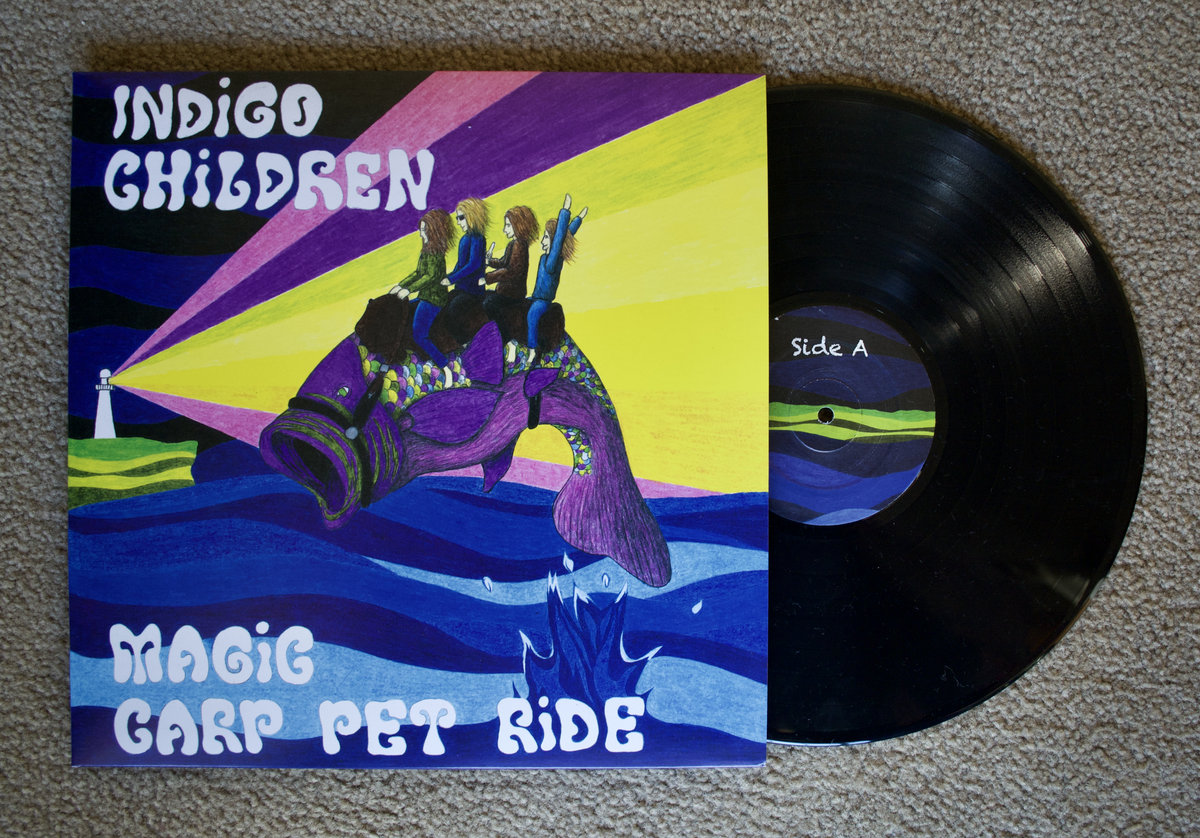 INDiGO
CHiLDREN
MAGiC
CARP PET RiDE
Side A